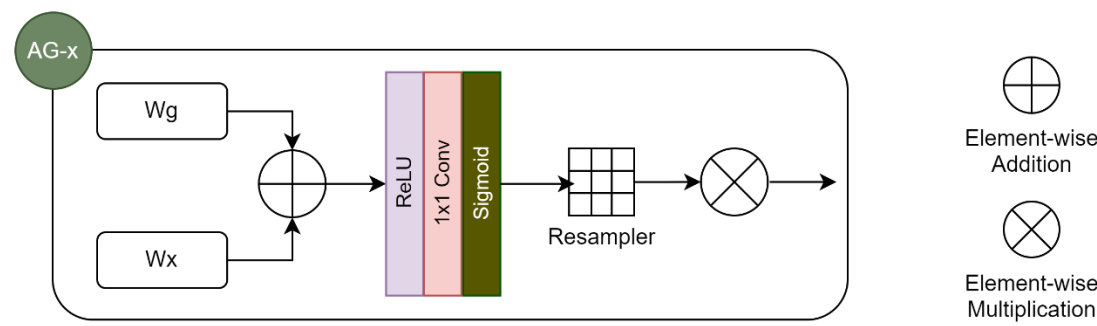 AG-x
Wg
Wx
ReLU
1x1 Conv
Sigmoid
Resampler
Element-wise
Addition
Element-wise
Multiplication